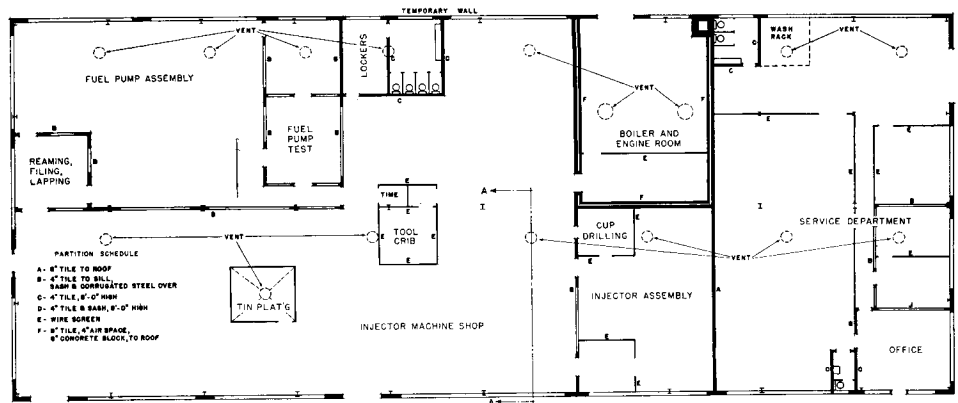 TEMPORARY WALL
VENT
LOCKERS
WASH
RACK
VENT
FUEL PUMP ASSEMBLY
VENT
FUEL
PUMP
TEST
BOILER AND
ENGINE ROOM
REAMING,
FILING,
LAPPING
TIME
TOOL
CRIB
CUP
DRILLING
SERVICE DEPARTMENT
VENT
VENT
PARTITION SCHEDULE
A - 8" TILE TO ROOF
B - 4" TILE TO SILL,
SASH & CORRUGATED STEEL OVER
C - 4" TILE, 8'-0" HIGH
D - 4" TILE & SASH, 8'-0" HIGH
E - WIRE SCREEN
F - 8" TILE, 4" AIR SPACE,
8" CONCRETE BLOCK, TO ROOF
TIN PLAT'G
INJECTOR MACHINE SHOP
INJECTOR ASSEMBLY
OFFICE
A
A